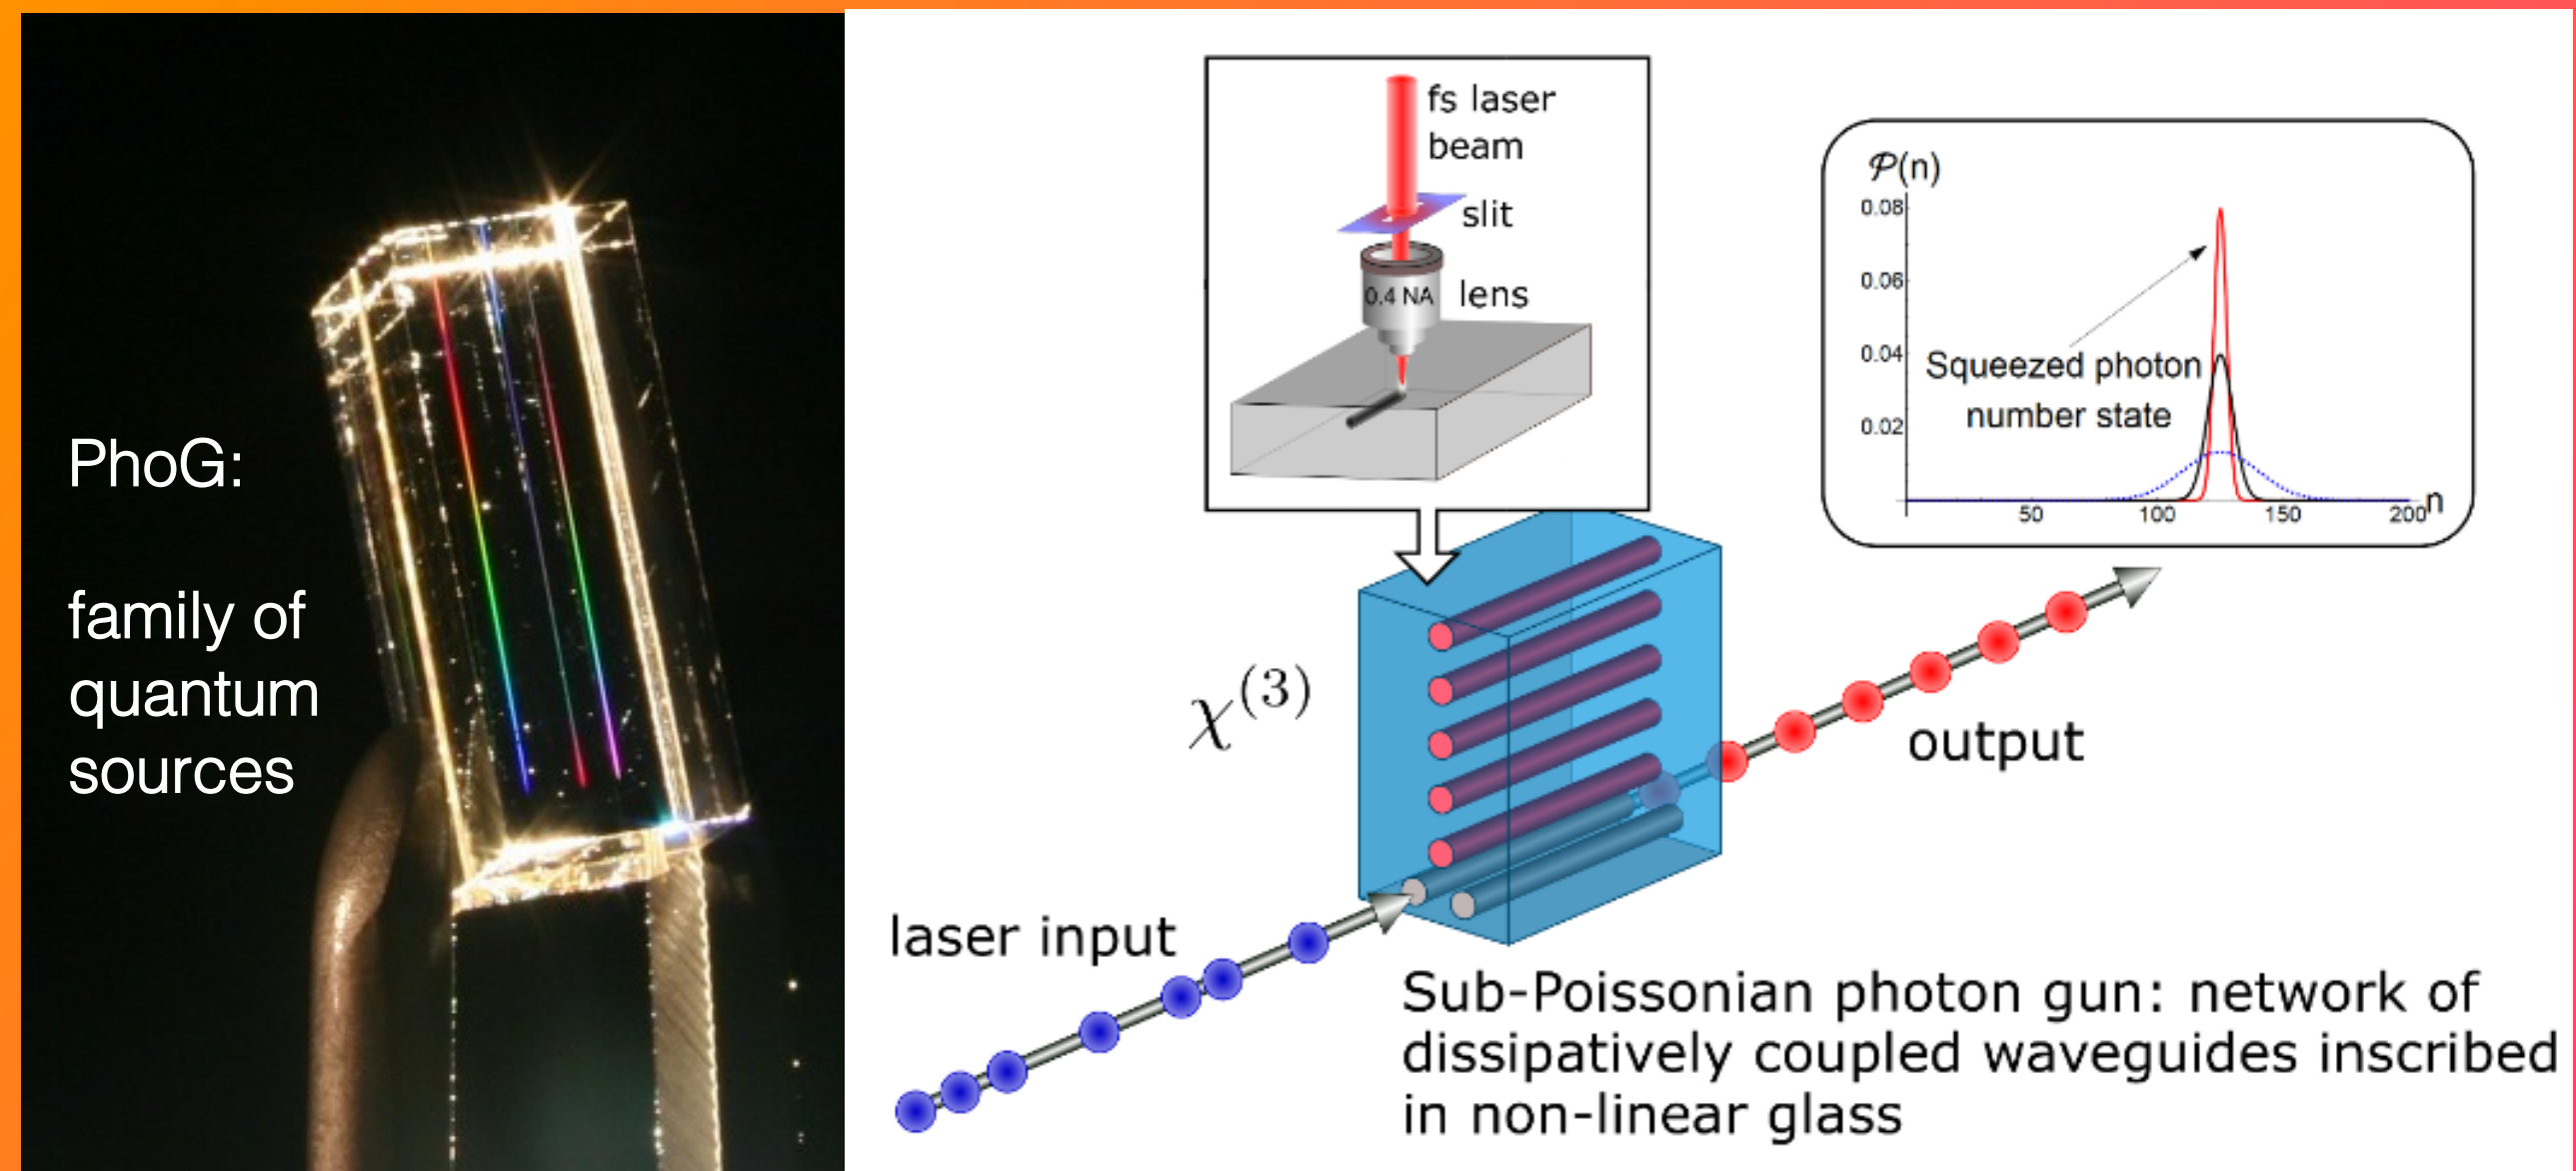 PhoG:
family of
quantum
sources
fs laser
beam
slit
0.4 NA
lens
𝒫(n)
0.08
0.06
0.04
0.02
Squeezed photon
number state
50
100
150
200
n
χ(3)
output
laser input
Sub-Poissonian photon gun: network of
dissipatively coupled waveguides inscribed
in non-linear glass